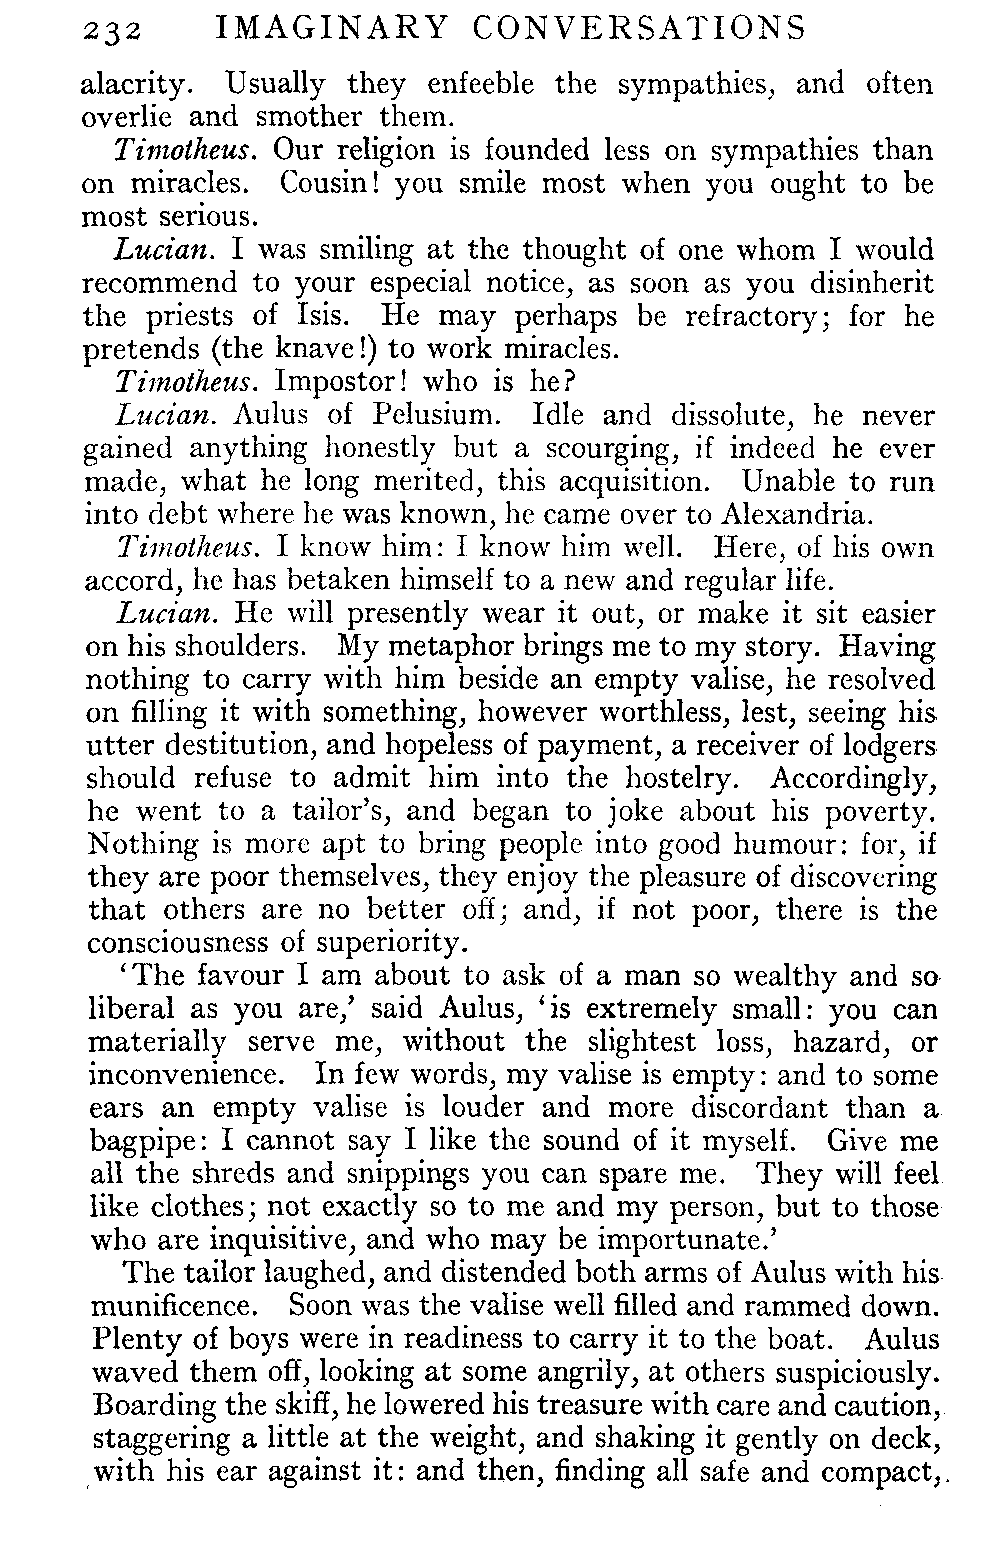 232 IMAGINARY CONVERSATIONS
alacrity. Usually they enfeeble the sympathies, and often
overlie and smother them.
Timotheus. Our religion is founded less on sympathies than
on miracles. Cousin! you smile most when you ought to be
most serious.
Lucian. I was smiling at the thought of one whom I would
recommend to your especial notice, as soon as you disinherit
the priests of Isis. He may perhaps be refractory; for he
pretends (the knave!) to work miracles.
Timotheus. Impostor! who is he?
Lucian. Aulus of Pelusium. Idle and dissolute, he never
gained anything honestly but a scourging, if indeed he ever
made, what he long merited, this acquisition. Unable to run
into debt where he was known, he came over to Alexandria.
Timotheus. I know him: I know him well. Here, of his own
accord, he has betaken himself to a new and regular life.
Lucian. He will presently wear it out, or make it sit easier
on his shoulders. My metaphor brings me to my story. Having
nothing to carry with him beside an empty valise, he resolved
on filling it with something, however worthless, lest, seeing his
utter destitution, and hopeless of payment, a receiver of lodgers
should refuse to admit him into the hostelry. Accordingly,
he went to a tailor's, and began to joke about his poverty.
Nothing is more apt to bring people into good humour: for, if
they are poor themselves, they enjoy the pleasure of discovering
that others are no better off; and, if not poor, there is the
consciousness of superiority.
'The favour I am about to ask of a man so wealthy and so
liberal as you are,' said Aulus, 'is extremely small: you can
materially serve me, without the slightest loss, hazard, or
inconvenience. In few words, my valise is empty: and to some
ears an empty valise is louder and more discordant than a
bagpipe: I cannot say I like the sound of it myself. Give me
all the shreds and snippings you can spare me. They will feel
like clothes; not exactly so to me and my person, but to those
who are inquisitive, and who may be importunate.'
The tailor laughed, and distended both arms of Aulus with his
munificence. Soon was the valise well filled and rammed down.
Plenty of boys were in readiness to carry it to the boat. Aulus
waved them off, looking at some angrily, at others suspiciously.
Boarding the skiff, he lowered his treasure with care and caution,
staggering a little at the weight, and shaking it gently on deck,
with his ear against it: and then, finding all safe and compact,